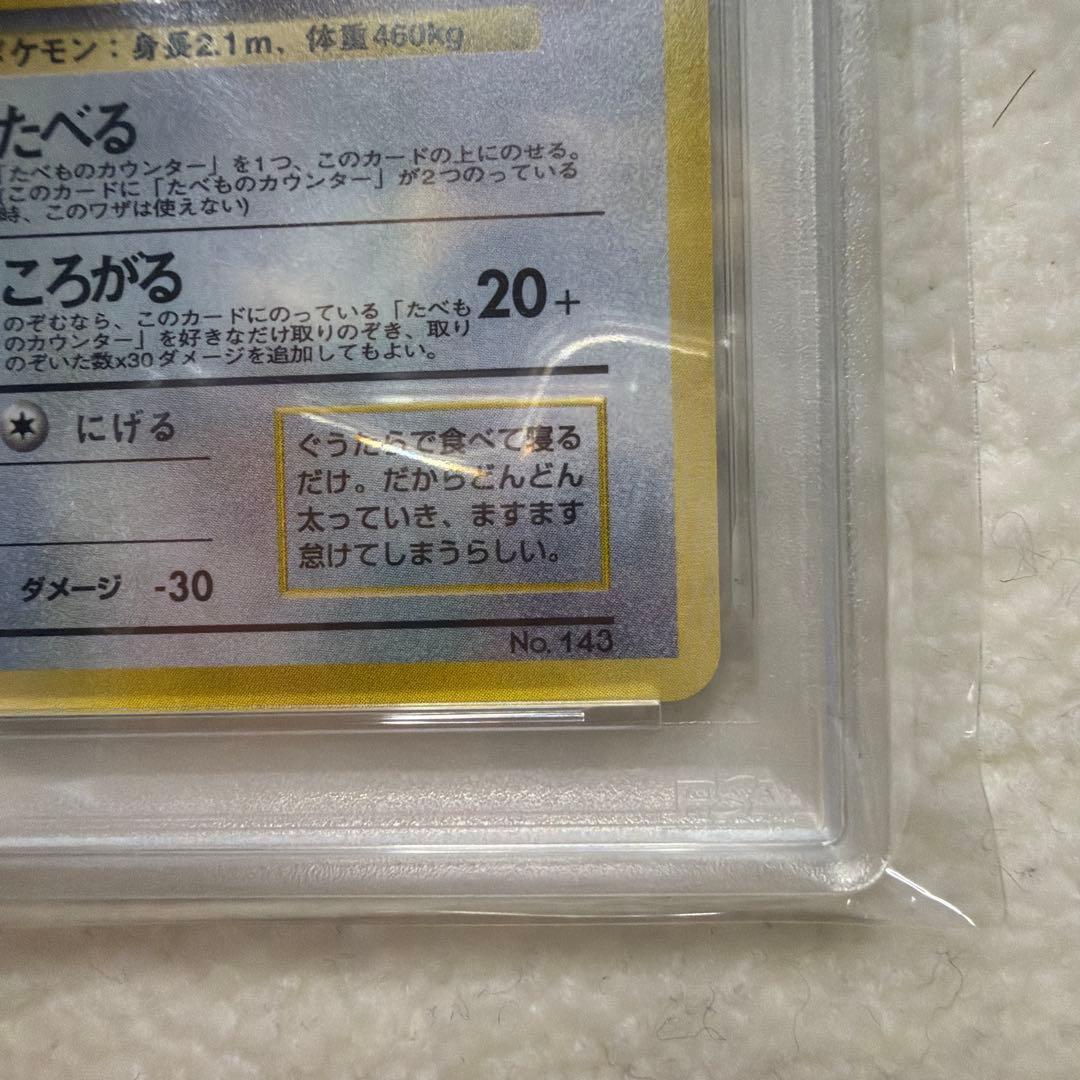 ポケモン：身長2.1m、体重460kg
たべる
「たべものカウンター」を1つ、このカードの上にのせる。
(このカードに「たべものカウンター」が2つのっている
時、このワザは使えない)
ころがる
20+
のぞむなら、このカードにのっている「たべも
のカウンター」を好きなだけ取りのぞき、取り
のぞいた数x30ダメージを追加してもよい。
にげる
ぐうたらで食べて寝る
だけ。だからどんどん
太っていき、ますます
怠けてしまうらしい。
ダメージ -30
No. 143
PSA